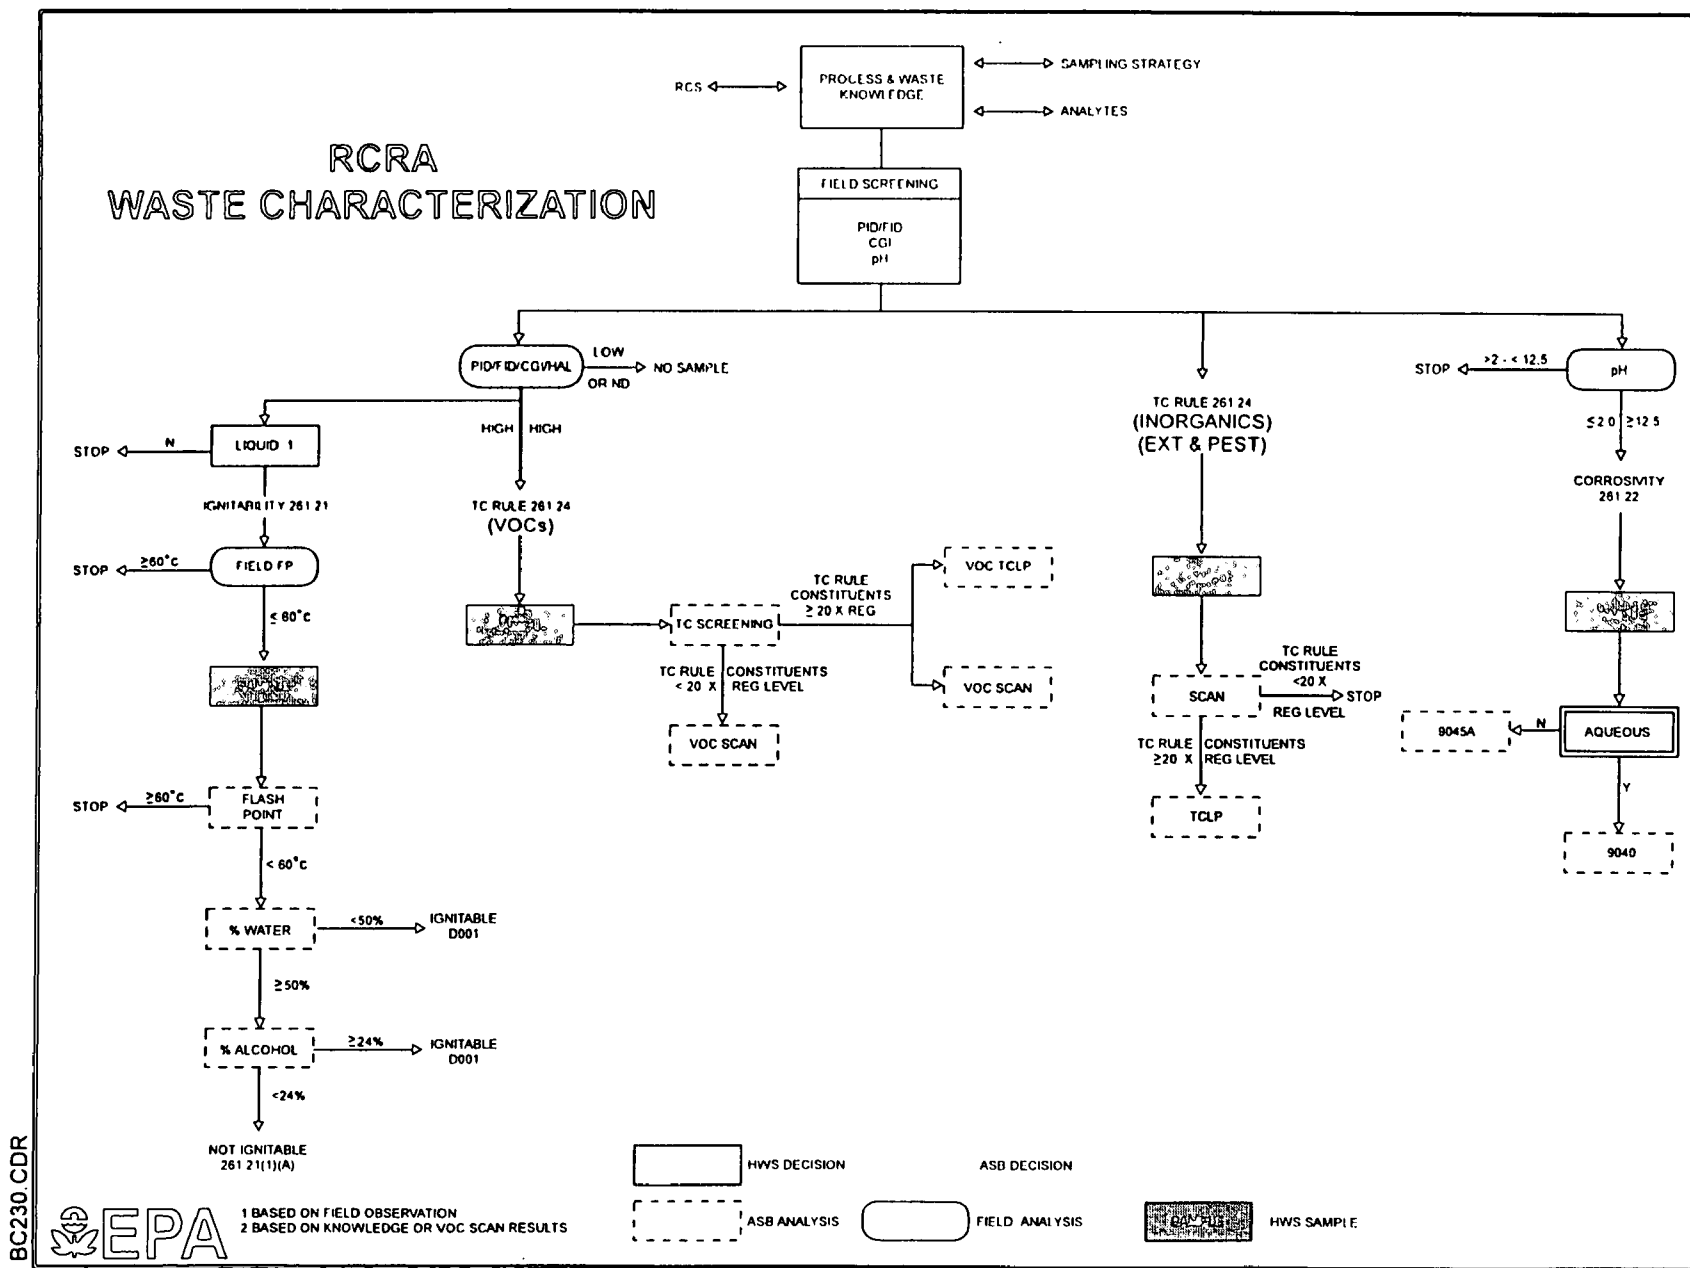 RCS
PROCESS & WASTE
KNOWLEDGE
SAMPLING STRATEGY
ANALYTES
RCRA
WASTE CHARACTERIZATION
FIELD SCREENING
PID/FID
CGI
pH
PID/FID/CGI/HAL
LOW
OR ND
NO SAMPLE
STOP
>2 - < 12.5
pH
TC RULE 261 24
(INORGANICS)
(EXT & PEST)
≤2 0 ≥12 5
HIGH HIGH
STOP
N
LIQUID 1
CORROSIVITY
261 22
IGNITABILITY 261 21
TC RULE 261 24
(VOCs)
STOP
≥60°C
FIELD FP
TC RULE
CONSTITUENTS
≥ 20 X REG
VOC TCLP
≤ 60°C
TC SCREENING
TC RULE CONSTITUENTS
< 20 X REG LEVEL
VOC SCAN
VOC SCAN
TC RULE
CONSTITUENTS
<20 X
SCAN
STOP
REG LEVEL
TC RULE CONSTITUENTS
≥20 X REG LEVEL
TCLP
9045A
N
AQUEOUS
Y
9040
STOP
≥60°C
FLASH
POINT
< 60°C
% WATER
<50%
IGNITABLE
D001
≥50%
% ALCOHOL
≥24%
IGNITABLE
D001
<24%
NOT IGNITABLE
261 21(1)(A)
HWS DECISION
ASB DECISION
ASB ANALYSIS
FIELD ANALYSIS
HWS SAMPLE
EPA
1 BASED ON FIELD OBSERVATION
2 BASED ON KNOWLEDGE OR VOC SCAN RESULTS
BC230.CDR